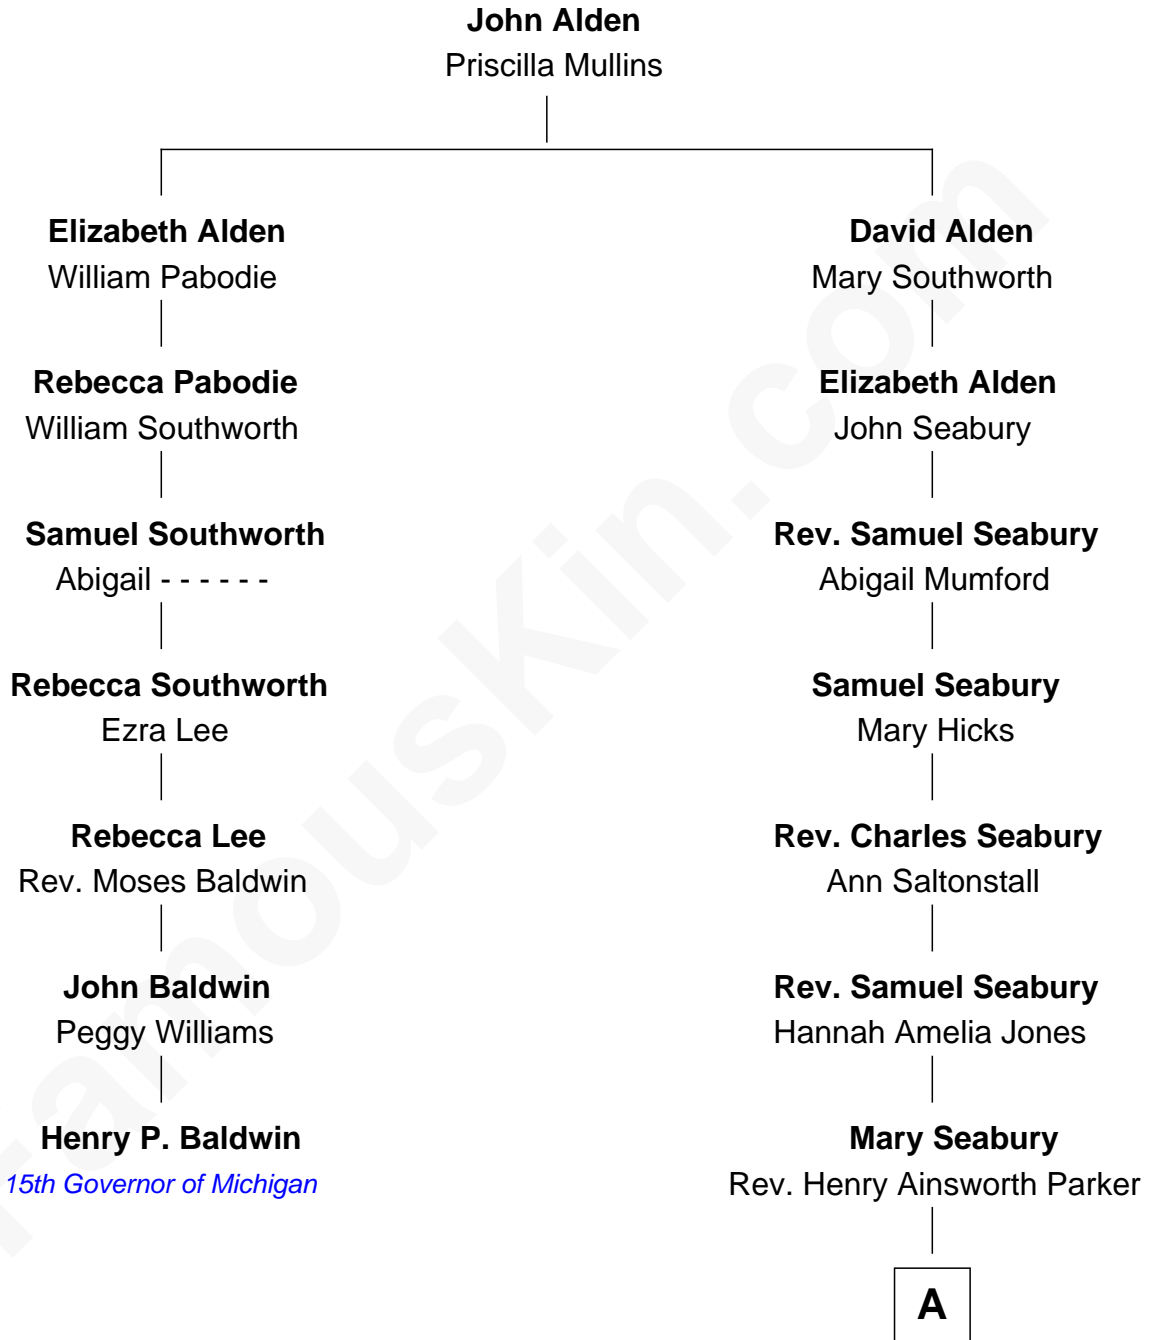 John Alden
Priscilla Mullins
Elizabeth Alden
William Pabodie
David Alden
Mary Southworth
Rebecca Pabodie
William Southworth
Elizabeth Alden
John Seabury
Samuel Southworth
Abigail - - - - - -
Rev. Samuel Seabury
Abigail Mumford
Rebecca Southworth
Ezra Lee
Samuel Seabury
Mary Hicks
Rebecca Lee
Rev. Moses Baldwin
Rev. Charles Seabury
Ann Saltonstall
John Baldwin
Peggy Williams
Rev. Samuel Seabury
Hannah Amelia Jones
Henry P. Baldwin
15th Governor of Michigan
Mary Seabury
Rev. Henry Ainsworth Parker
A
FamousKin.com